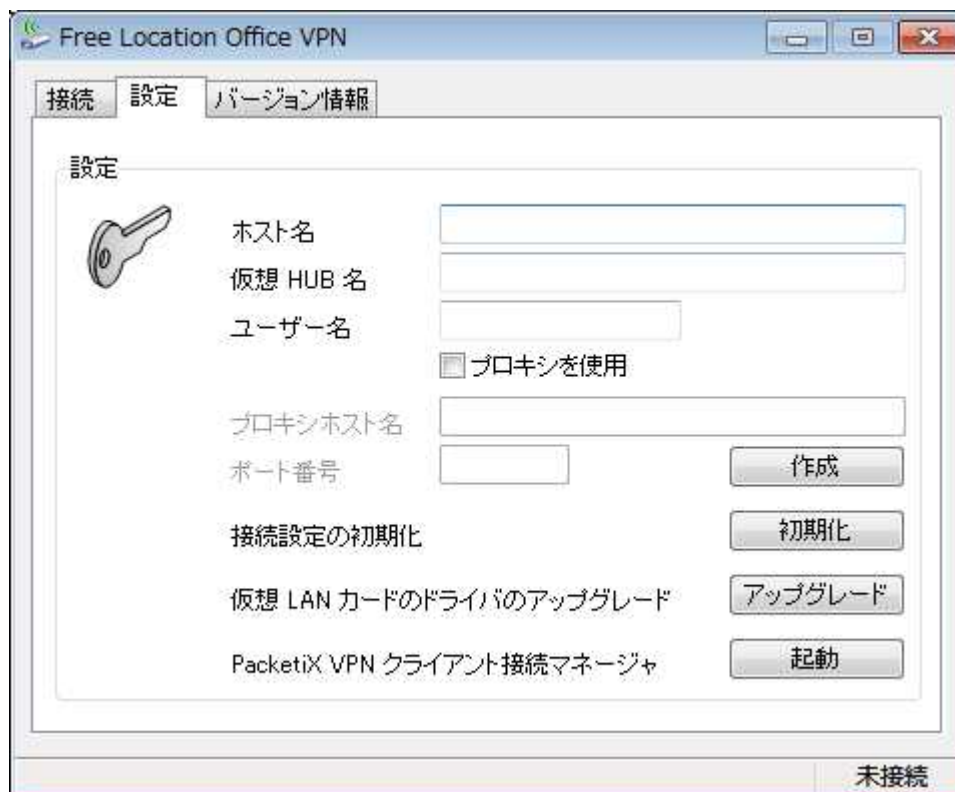 Free Location Office VPN
接続 設定 バージョン情報
設定
ホスト名
仮想 HUB 名
ユーザー名
プロキシを使用
プロキシホスト名
ポート番号 作成
接続設定の初期化 初期化
仮想 LAN カードのドライバのアップグレード アップグレード
PacketiX VPN クライアント接続マネージャ 起動
未接続